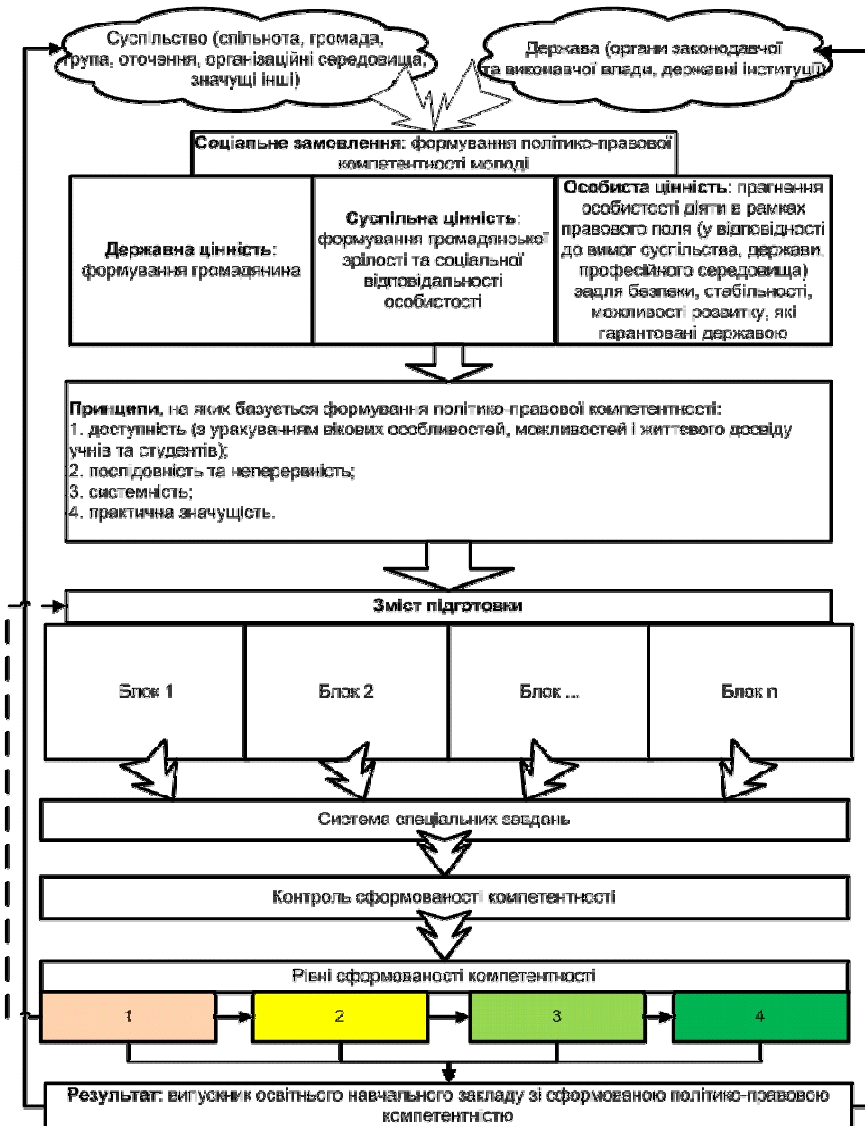 Суспільство (спільнота, громада,
група, оточення, організаційні середовища,
значущі інші)
Держава (органи законодавчої
та виконавчої влади, державні інституції)
Соціальне замовлення: формування політико-правової
компетентності молоді
Державна цінність:
формування громадянина
Суспільна цінність:
формування громадянської
зрілості та соціальної
відповідальності
особистості
Особиста цінність: прагнення
особистості діяти в рамках
правового поля (у відповідності
до вимог суспільства, держави,
професійного середовища)
задля безпеки, стабільності,
можливості розвитку, які
гарантовані державою
Принципи, на яких базується формування політико-правової компетентності:
1. доступність (з урахуванням вікових особливостей, можливостей і життєвого досвіду
учнів та студентів);
2. послідовність та неперервність;
3. системність;
4. практична значущість.
Зміст підготовки
Блок 1
Блок 2
Блок ...
Блок n
Система спеціальних завдань
Контроль сформованості компетентності
Рівні сформованості компетентності
1
2
3
4
Результат: випускник освітнього навчального закладу зі сформованою політико-правовою
компетентністю